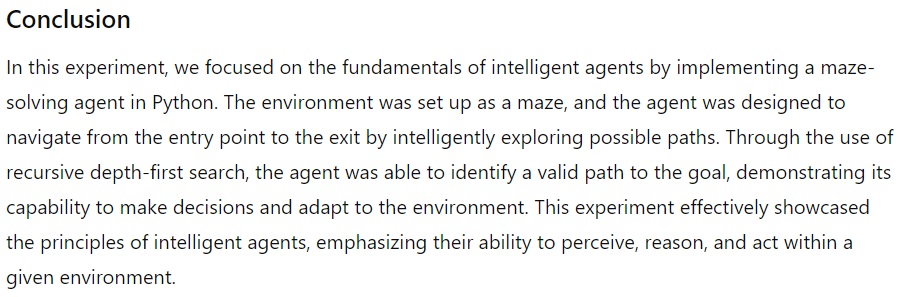 Conclusion
In this experiment, we focused on the fundamentals of intelligent agents by implementing a maze-
solving agent in Python. The environment was set up as a maze, and the agent was designed to
navigate from the entry point to the exit by intelligently exploring possible paths. Through the use of
recursive depth-first search, the agent was able to identify a valid path to the goal, demonstrating its
capability to make decisions and adapt to the environment. This experiment effectively showcased
the principles of intelligent agents, emphasizing their ability to perceive, reason, and act within a
given environment.